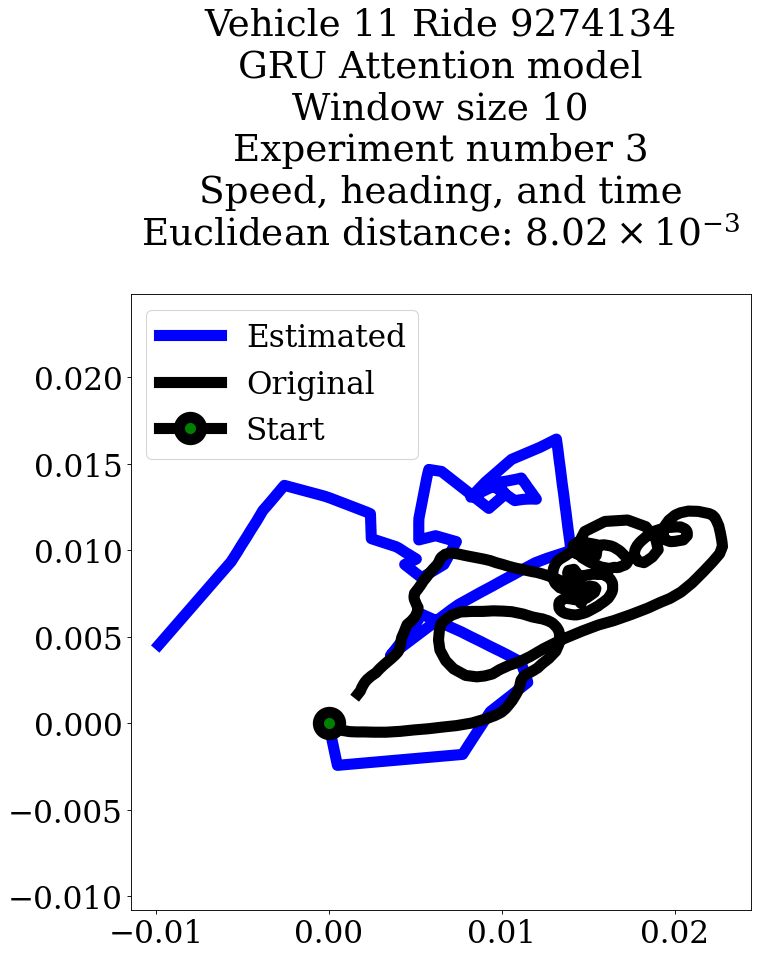 Vehicle 11 Ride 9274134
GRU Attention model
Window size 10
Experiment number 3
Speed, heading, and time
Euclidean distance: 8.02 × 10⁻³
Estimated
Original
Start
0.020
0.015
0.010
0.005
0.000
−0.005
−0.010
−0.01 0.00 0.01 0.02